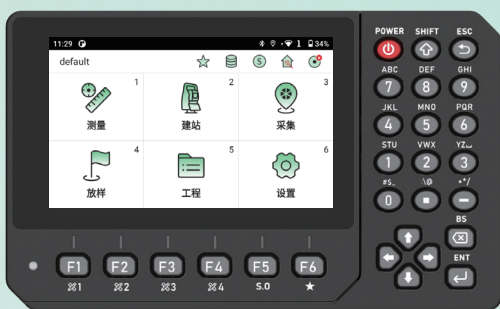 11:29 1 34%
default S
1 2 3
测量 建站 采集
4 5 6
放样 工程 设置
POWER SHIFT ESC
ABC DEF GHI
7 8 9
JKL MNO PQR
4 5 6
STU VWX YZ
1 2 3
#$_ \@ +*/
0 ▪ -
BS
ENT
F1 F2 F3 F4 F5 F6
1 2 3 4 S.O ★